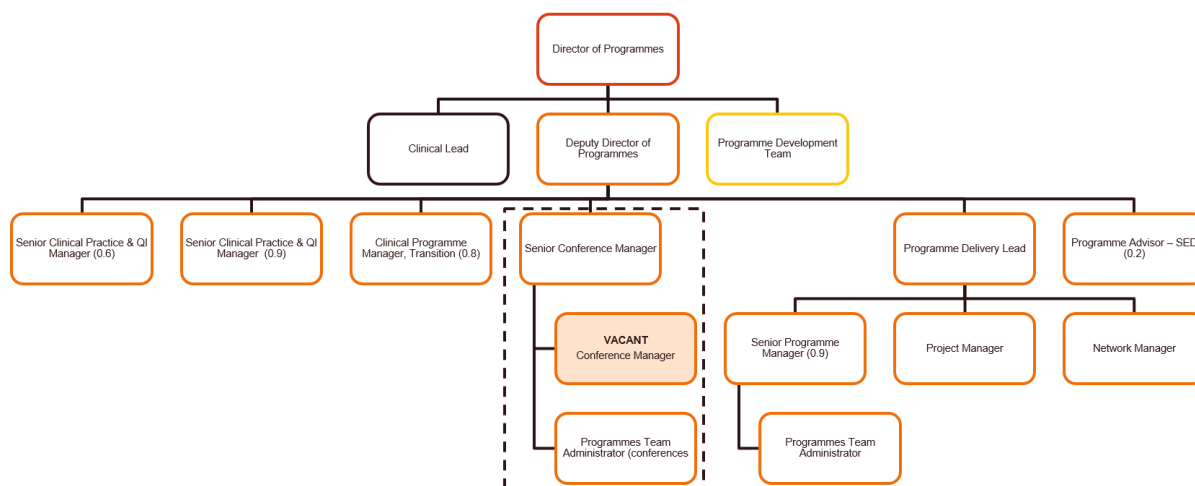 Director of Programmes
Clinical Lead
Deputy Director of
Programmes
Programme Development
Team
Senior Clinical Practice & QI
Manager (0.6)
Senior Clinical Practice & QI
Manager (0.9)
Clinical Programme
Manager, Transition (0.8)
Senior Conference Manager
Programme Delivery Lead
Programme Advisor – SED
(0.2)
VACANT
Conference Manager
Senior Programme
Manager (0.9)
Project Manager
Network Manager
Programmes Team
Administrator (conferences
Programmes Team
Administrator